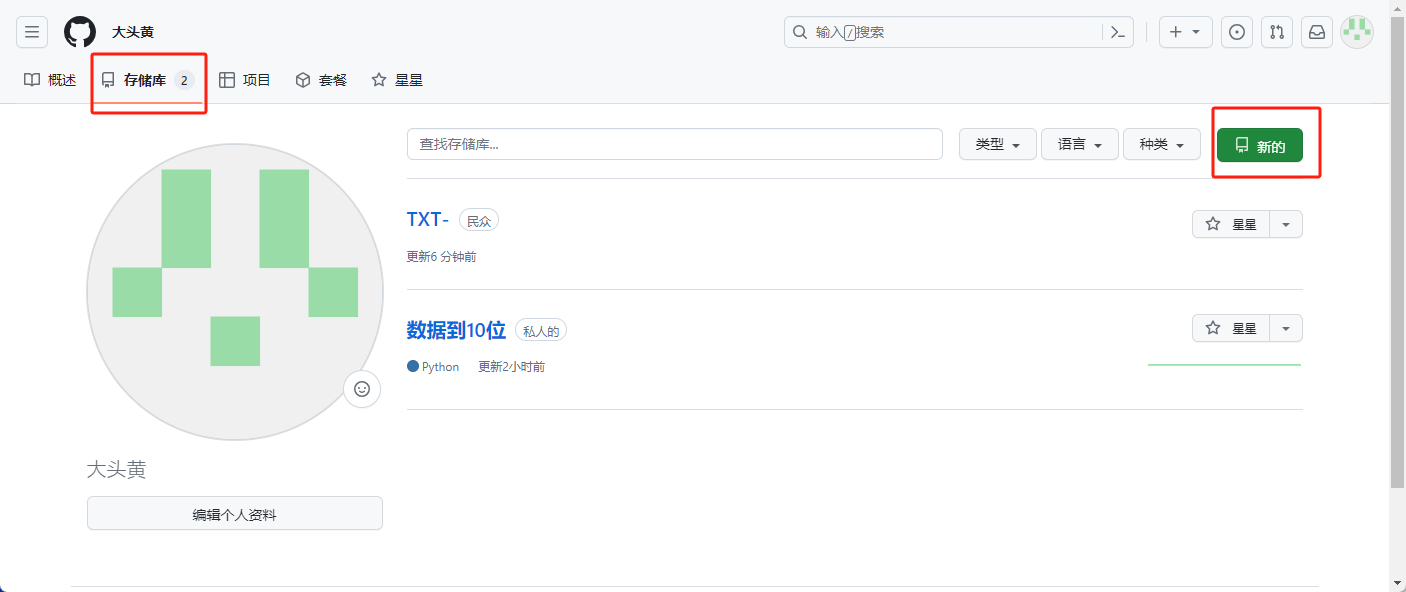 大头黄
输入/搜索
概述
存储库 2
项目
套餐
星星
查找存储库...
类型
语言
种类
新的
TXT- 民众
星星
更新6 分钟前
数据到10位 私人的
星星
Python 更新2小时前
大头黄
编辑个人资料